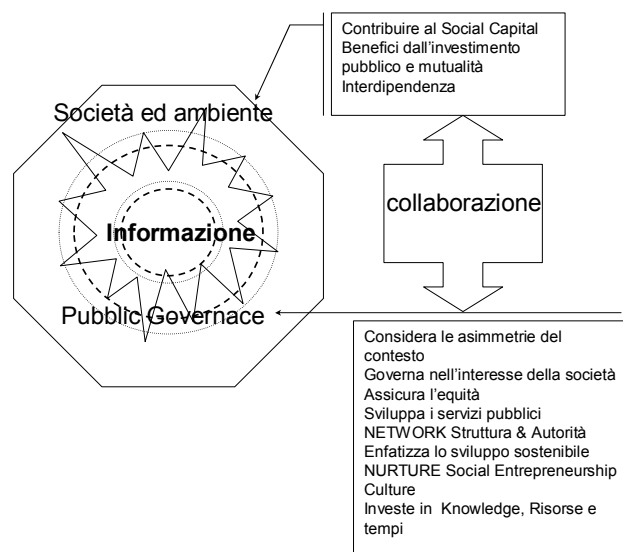 Contribuire al Social Capital
Benefici dall'investimento
pubblico e mutualità
Interdipendenza
Società ed ambiente
collaborazione
Informazione
Pubblic Governace
Considera le asimmetrie del
contesto
Governa nell'interesse della società
Assicura l'equità
Sviluppa i servizi pubblici
NETWORK Struttura & Autorità
Enfatizza lo sviluppo sostenibile
NURTURE Social Entrepreneurship
Culture
Investe in Knowledge, Risorse e
tempi